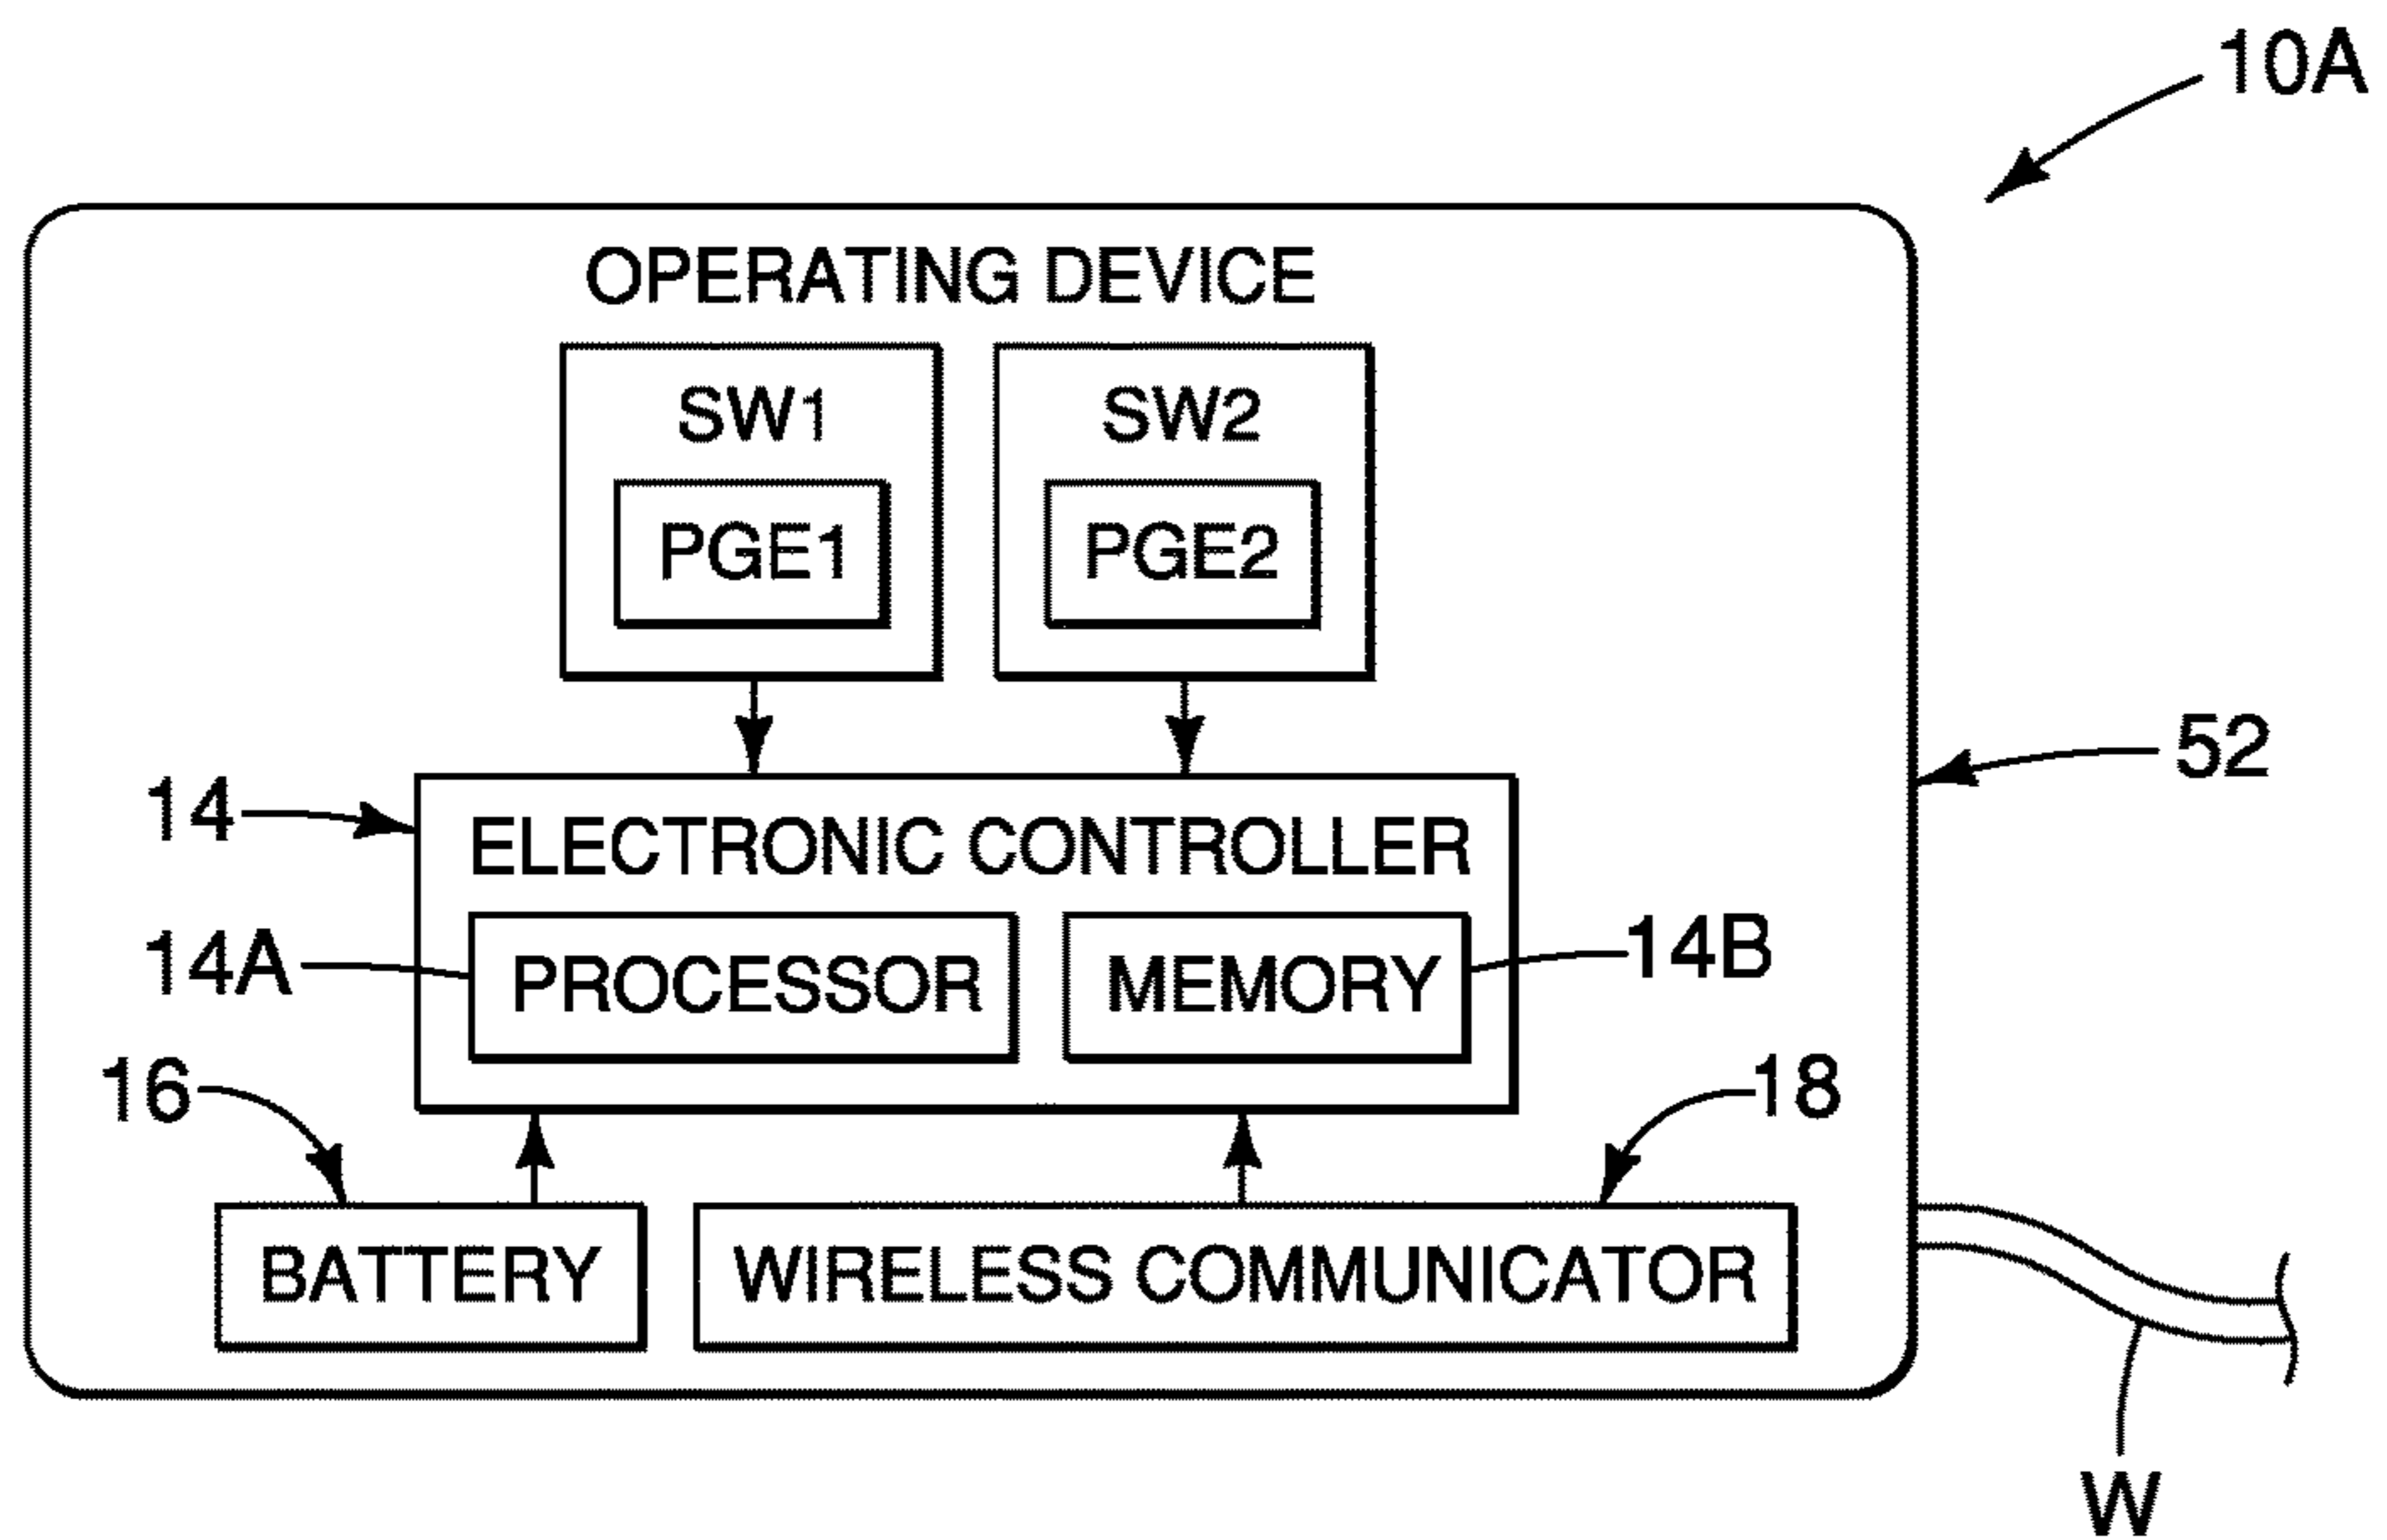 10A
OPERATING DEVICE
SW1 SW2
PGE1 PGE2
52
14
ELECTRONIC CONTROLLER
14A
PROCESSOR MEMORY
14B
16
18
BATTERY WIRELESS COMMUNICATOR
W